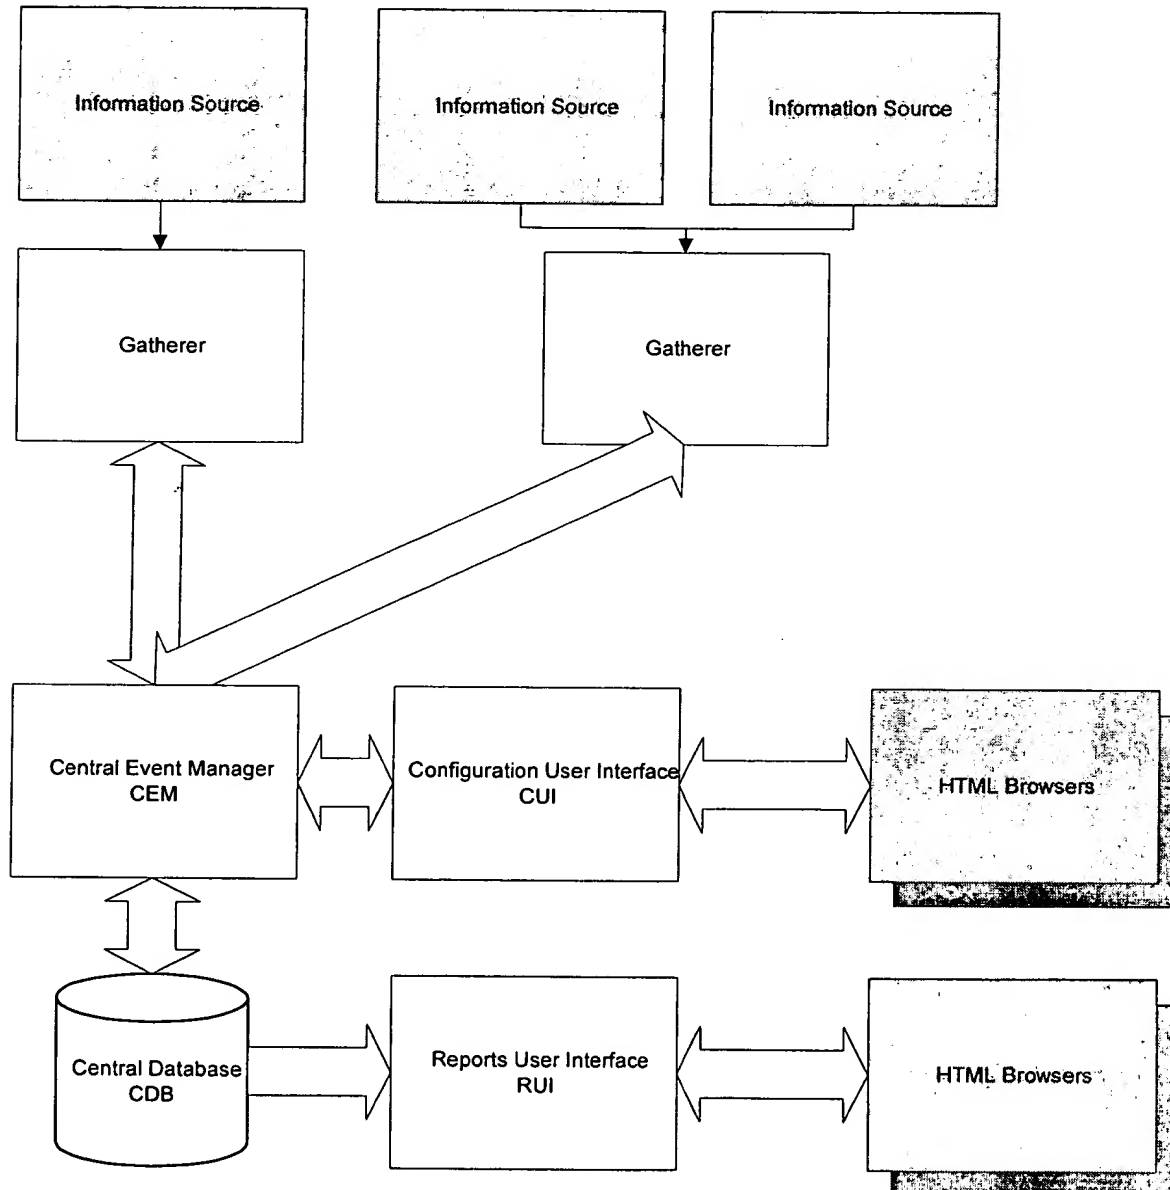 Information Source
Information Source
Information Source
Gatherer
Gatherer
Central Event Manager
CEM
Configuration User Interface
CUI
HTML Browsers
Central Database
CDB
Reports User Interface
RUI
HTML Browsers